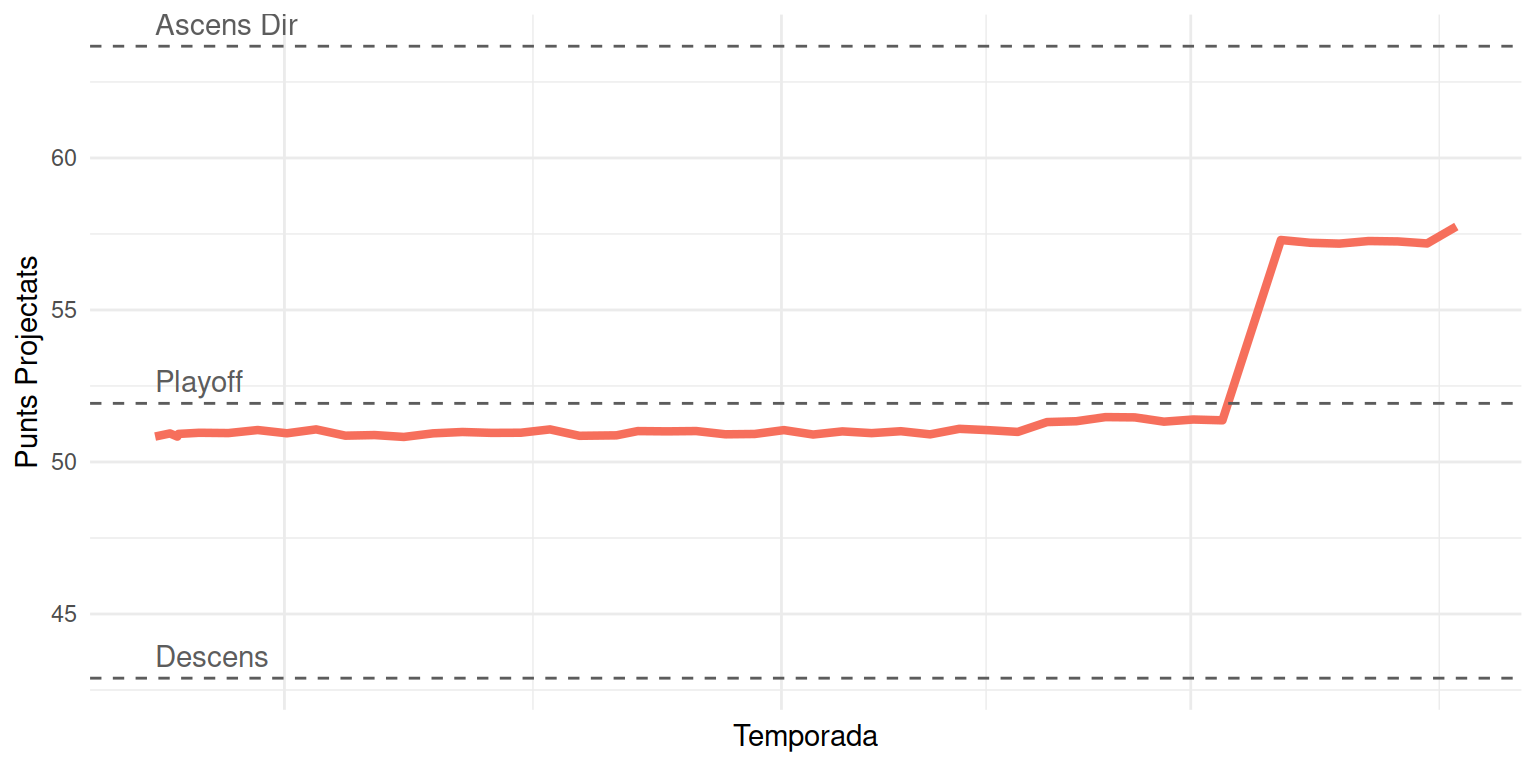 Ascens Dir
60
55
Playoff
50
45
Descens
Punts Projectats
Temporada